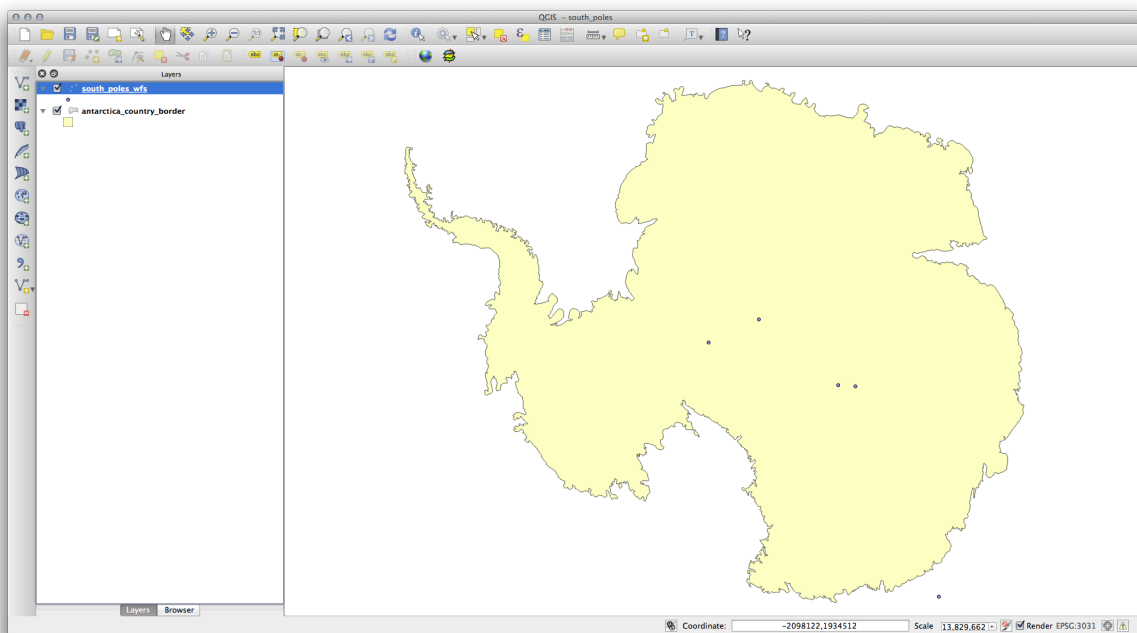 QGIS - south_poles
Layers
south_poles_wfs
antarctica_country_border
Layers Browser
Coordinate: -2098122,1934512 Scale 13,829,662 Render EPSG:3031